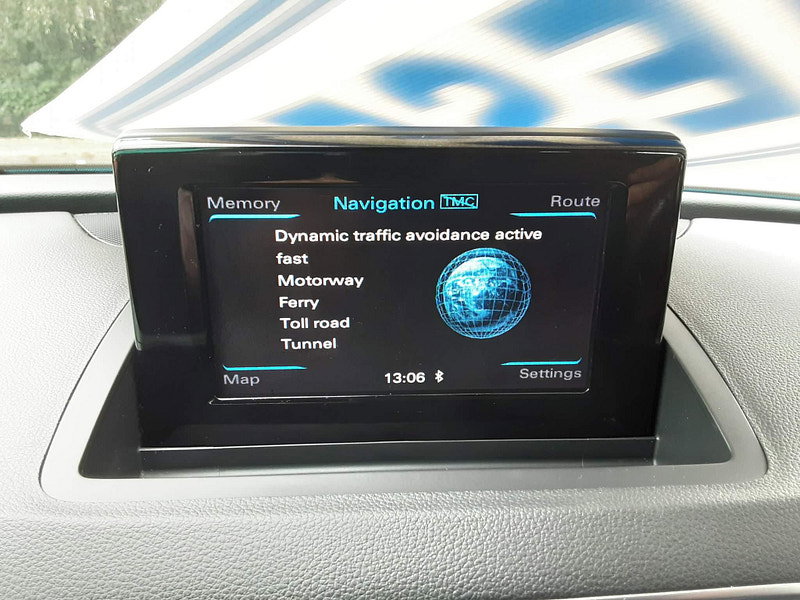 Memory Navigation TMC Route
Dynamic traffic avoidance active
fast
Motorway
Ferry
Toll road
Tunnel
Map 13:06 Settings